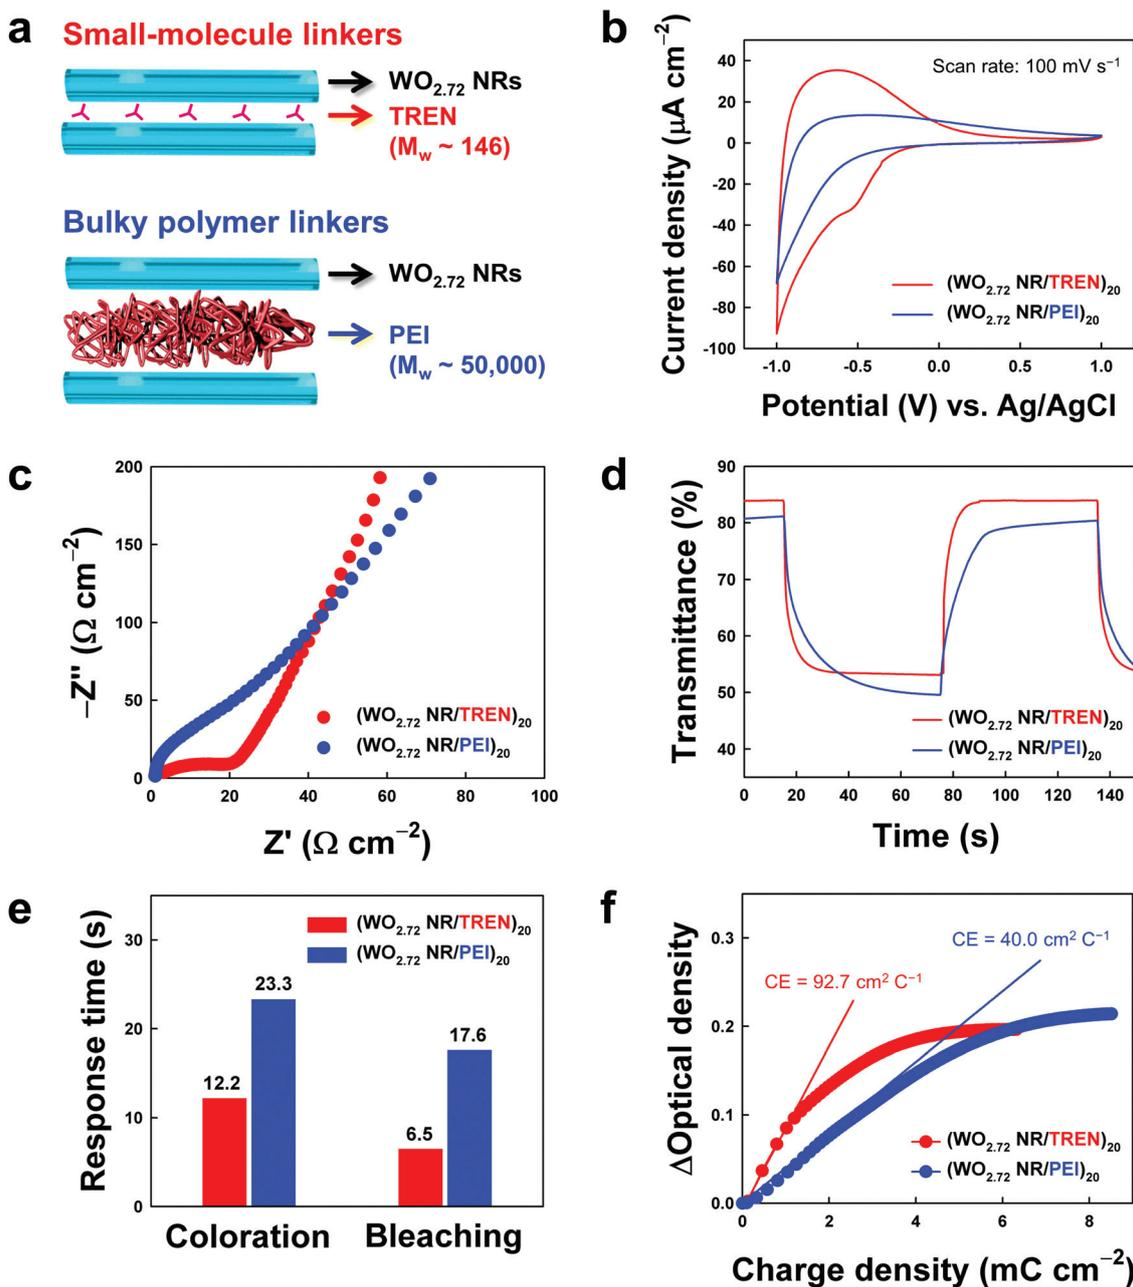 a
Small-molecule linkers
WO2.72 NRs
TREN
(Mw ~ 146)
Bulky polymer linkers
WO2.72 NRs
PEI
(Mw ~ 50,000)
b
Current density (μA cm−2)
40
20
0
-20
-40
-60
-80
-100
Scan rate: 100 mV s−1
(WO2.72 NR/TREN)20
(WO2.72 NR/PEI)20
-1.0 -0.5 0.0 0.5 1.0
Potential (V) vs. Ag/AgCl
c
−Z'' (Ω cm−2)
200
150
100
50
0
(WO2.72 NR/TREN)20
(WO2.72 NR/PEI)20
0 20 40 60 80 100
Z' (Ω cm−2)
d
Transmittance (%)
90
80
70
60
50
40
(WO2.72 NR/TREN)20
(WO2.72 NR/PEI)20
0 20 40 60 80 100 120 140
Time (s)
e
Response time (s)
30
20
10
0
(WO2.72 NR/TREN)20
(WO2.72 NR/PEI)20
12.2
23.3
6.5
17.6
Coloration Bleaching
f
ΔOptical density
0.3
0.2
0.1
0.0
CE = 40.0 cm2 C−1
CE = 92.7 cm2 C−1
(WO2.72 NR/TREN)20
(WO2.72 NR/PEI)20
0 2 4 6 8
Charge density (mC cm−2)